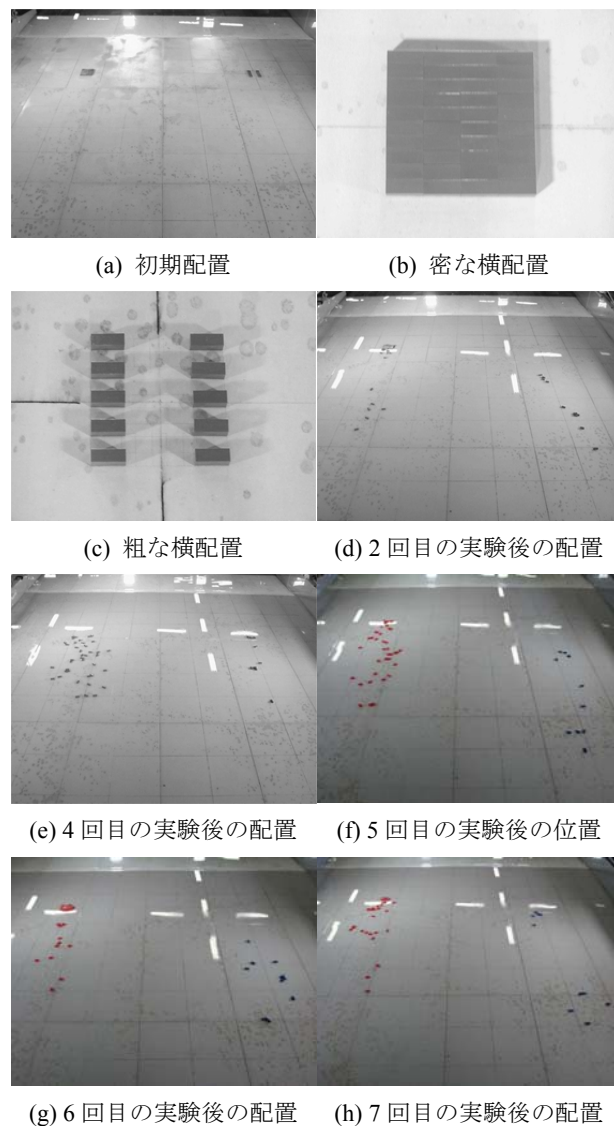 (a) 初期配置
(b) 密な横配置
(c) 粗な横配置
(d) 2 回目の実験後の配置
(e) 4 回目の実験後の配置
(f) 5 回目の実験後の位置
(g) 6 回目の実験後の配置
(h) 7 回目の実験後の配置